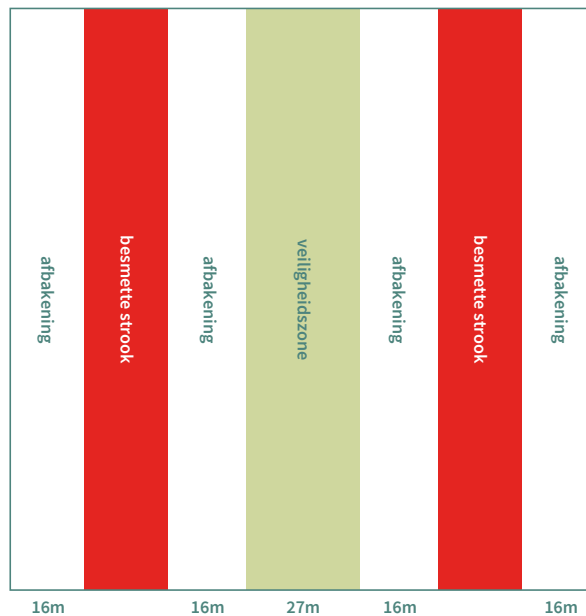 afbakening
besmette strook
afbakening
veiligheidszone
afbakening
besmette strook
afbakening
16m
16m
27m
16m
16m